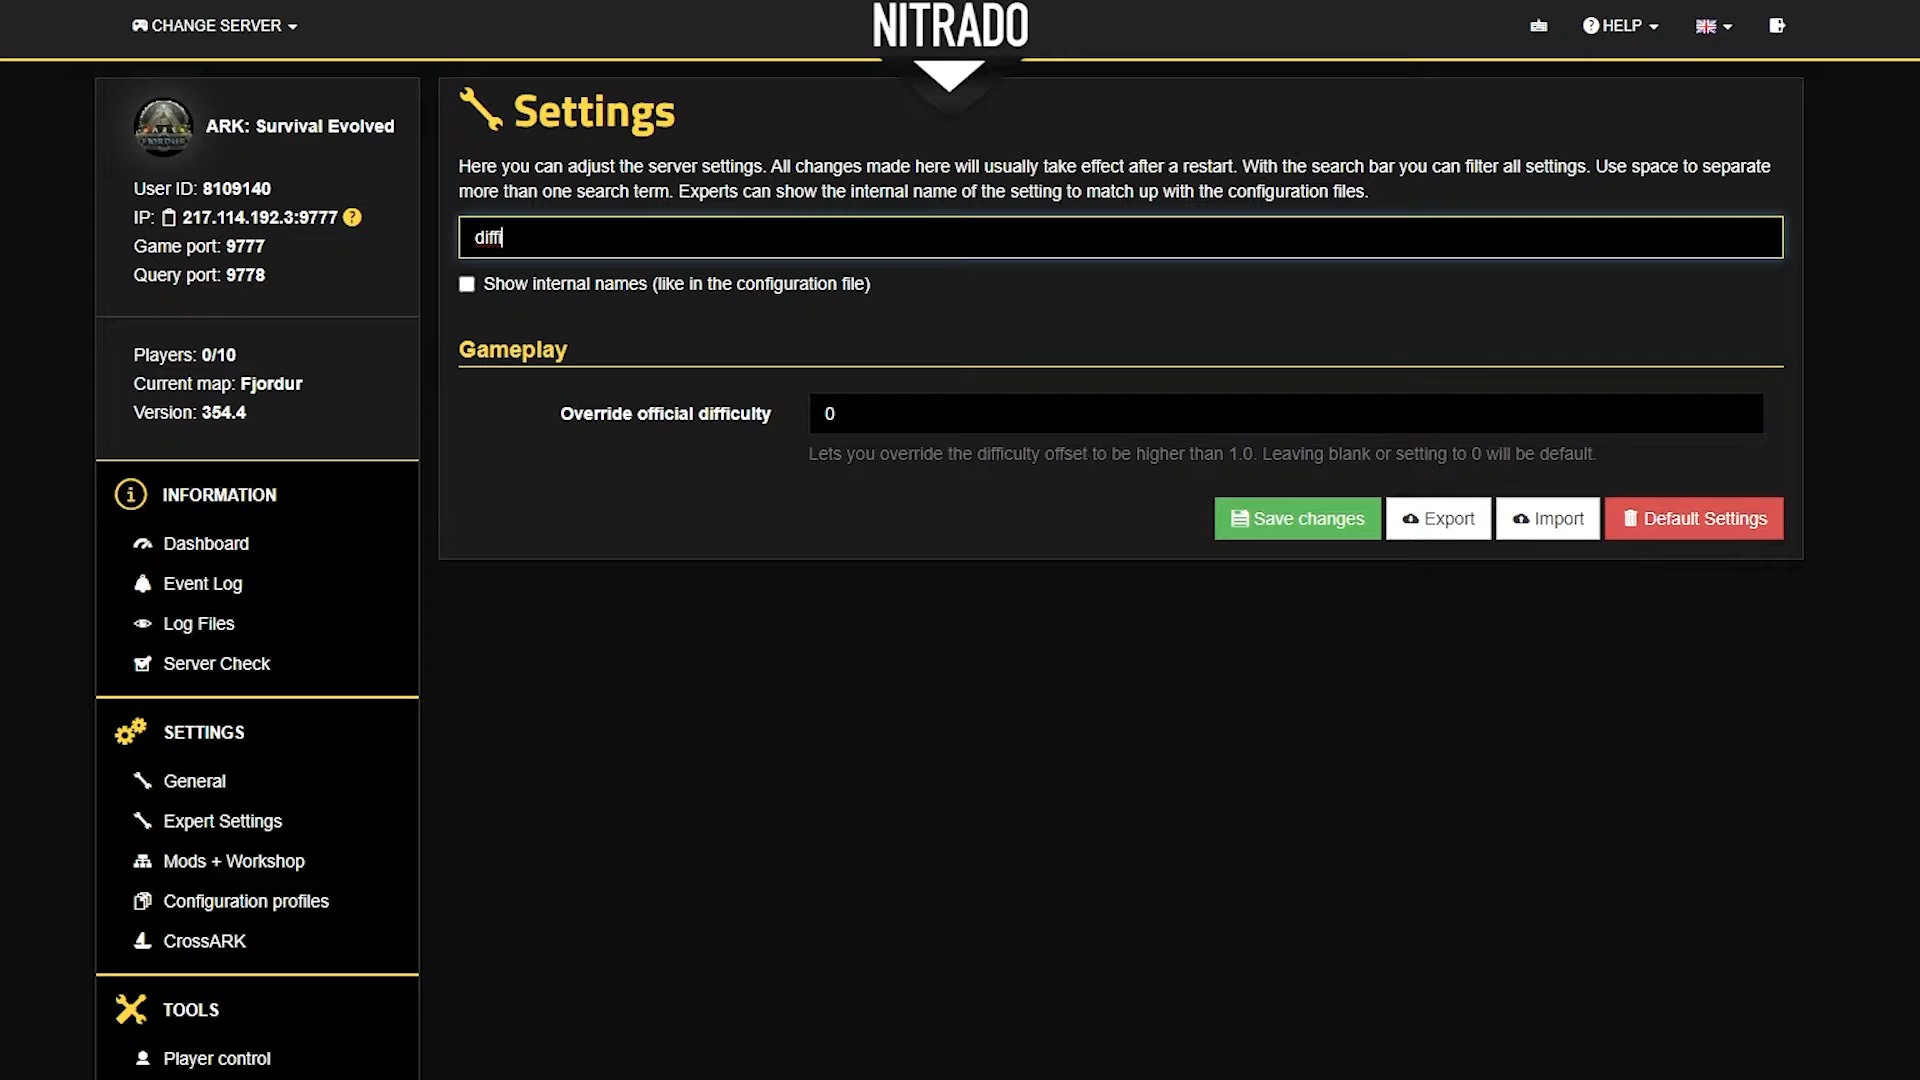 CHANGE SERVER
NITRADO
HELP
FJORDUR
ARK: Survival Evolved
User ID: 8109140
IP: 217.114.192.3:9777 ?
Game port: 9777
Query port: 9778
Players: 0/10
Current map: Fjordur
Version: 354.4
INFORMATION
Dashboard
Event Log
Log Files
Server Check
SETTINGS
General
Expert Settings
Mods + Workshop
Configuration profiles
CrossARK
TOOLS
Player control
Settings
Here you can adjust the server settings. All changes made here will usually take effect after a restart. With the search bar you can filter all settings. Use space to separate
more than one search term. Experts can show the internal name of the setting to match up with the configuration files.
diffi
Show internal names (like in the configuration file)
Gameplay
Override official difficulty
0
Lets you override the difficulty offset to be higher than 1.0. Leaving blank or setting to 0 will be default.
Save changes
Export
Import
Default Settings